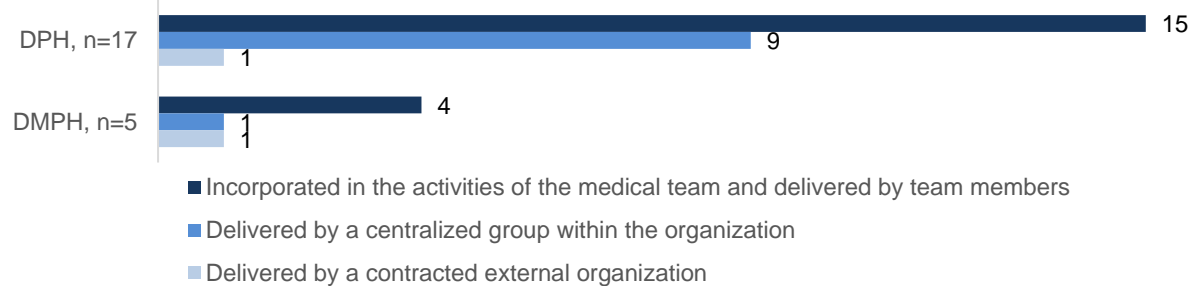 DPH, n=17
15
9
1
DMPH, n=5
4
1
1
Incorporated in the activities of the medical team and delivered by team members
Delivered by a centralized group within the organization
Delivered by a contracted external organization